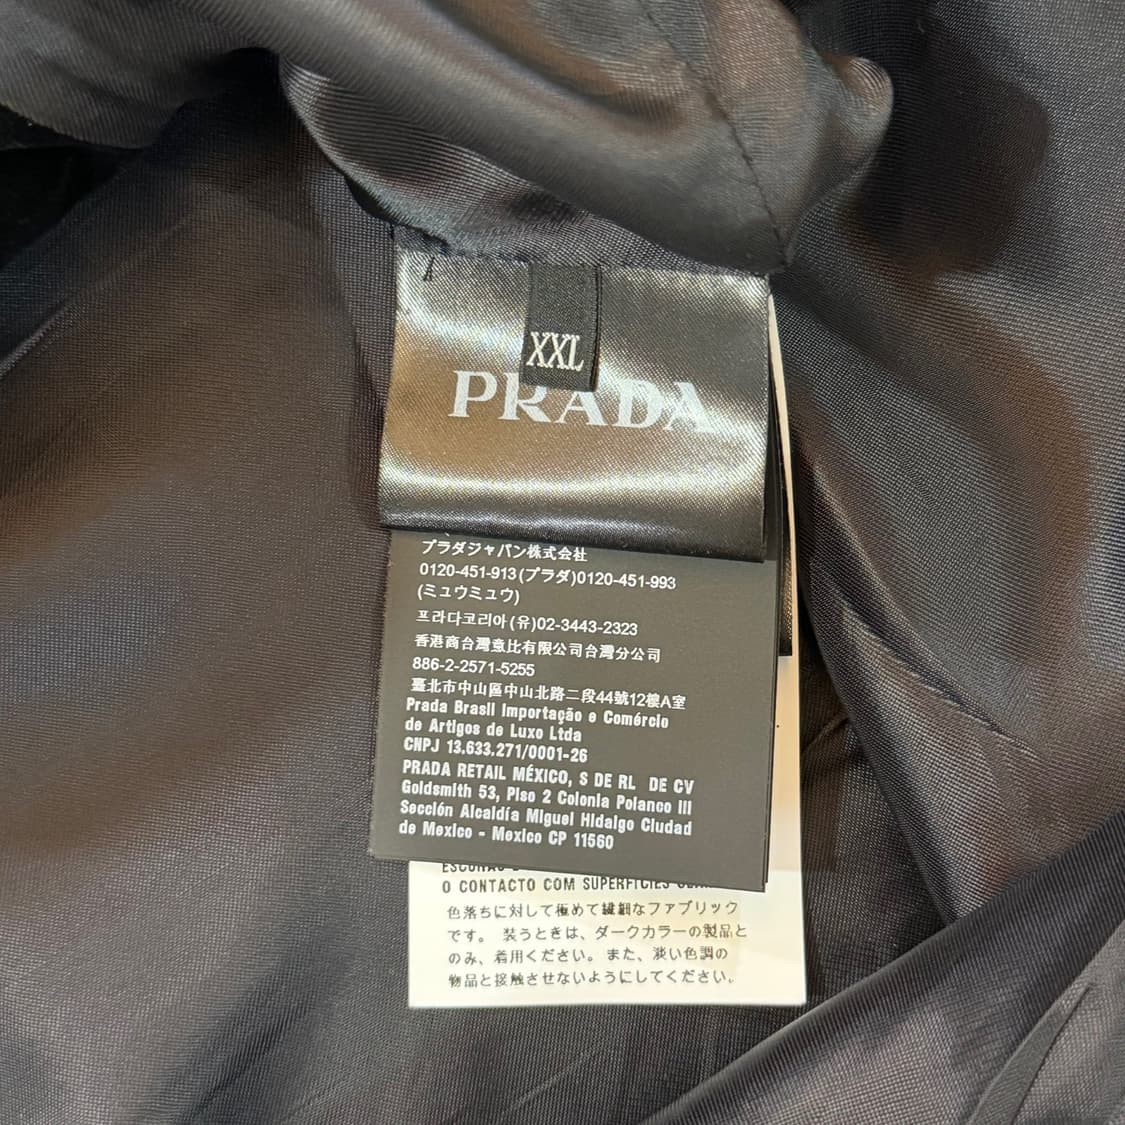 XXL
PRADA
プラダジャパン株式会社
0120-451-913(プラダ)0120-451-993
(ミュウミュウ)
프라다코리아(유)02-3443-2323
香港商台灣意比有限公司台灣分公司
886-2-2571-5255
臺北市中山區中山北路二段44號12樓A室
Prada Brasil Importação e Comércio
de Artigos de Luxo Ltda
CNPJ 13.633.271/0001-26
PRADA RETAIL MÉXICO, S DE RL DE CV
Goldsmith 53, Piso 2 Colonia Polanco III
Sección Alcaldía Miguel Hidalgo Ciudad
de Mexico - Mexico CP 11560
O CONTACTO COM SUPERFÍCIES
色落ちに対して極めて繊細なファブリック
です。 装うときは、ダークカラーの製品と
のみ、着用ください。また、淡い色調の
物品と接触させないようにしてください。